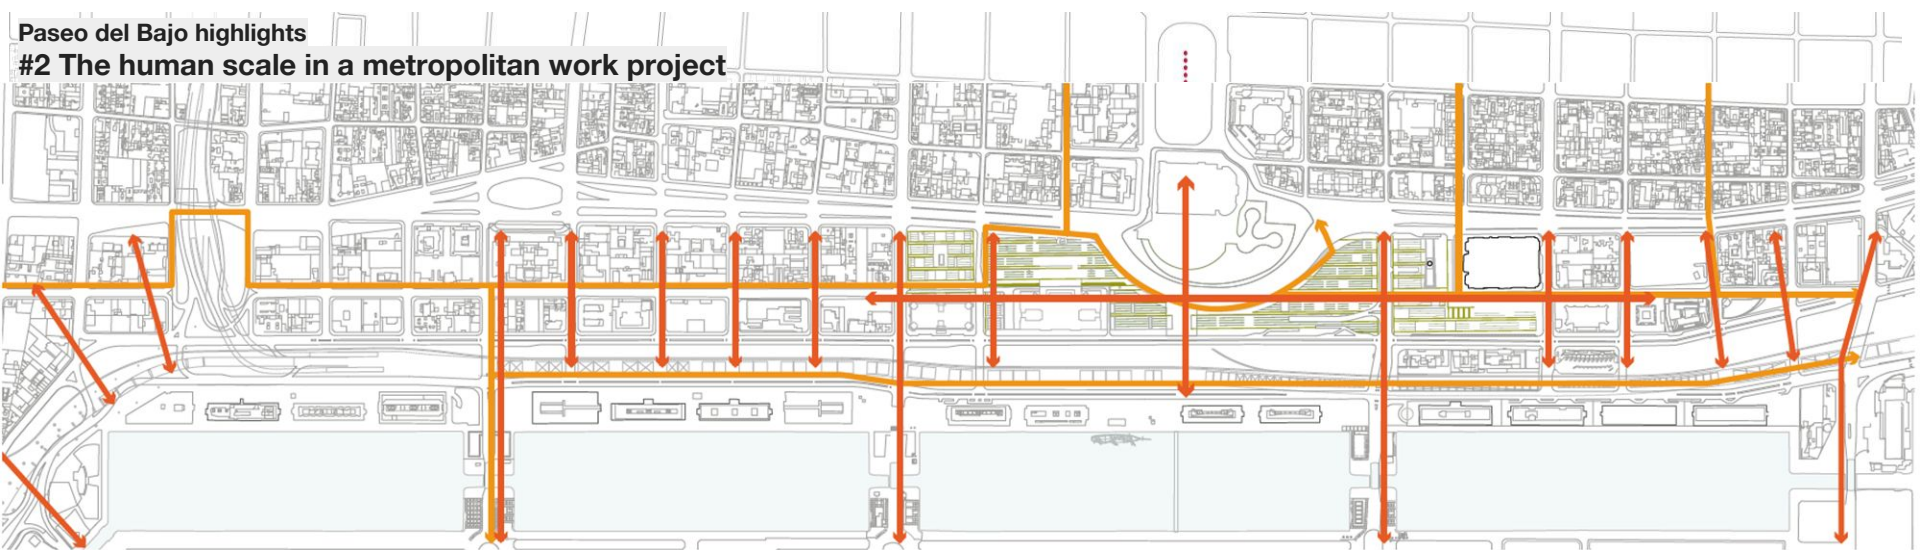 Paseo del Bajo highlights
#2 The human scale in a metropolitan work project